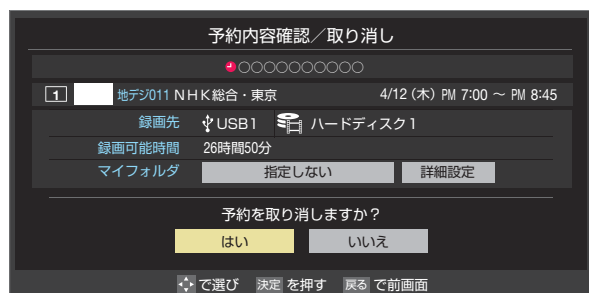 予約内容確認／取り消し
○○○○○○○○○○
1 地デジ011 ＮＨＫ総合・東京 4/12 (木) PM 7:00 ～ PM 8:45
録画先 USB1 ハードディスク1
録画可能時間 26時間50分
マイフォルダ 指定しない 詳細設定
予約を取り消しますか？
はい いいえ
で選び 決定 を押す 戻る で前画面